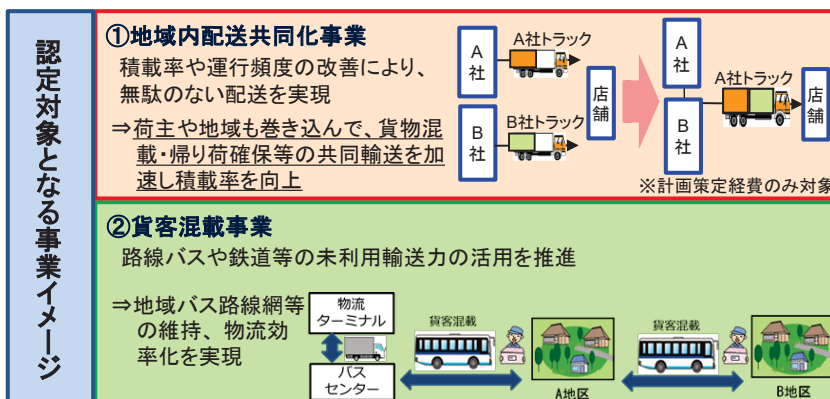 認定対象となる事業イメージ
①地域内配送共同化事業
積載率や運行頻度の改善により、
無駄のない配送を実現
⇒荷主や地域も巻き込んで、貨物混
載・帰り荷確保等の共同輸送を加
速し積載率を向上
A
社
A社トラック
B
社
B社トラック
店
舗
A
社
B
社
A社トラック
店
舗
※計画策定経費のみ対象
②貨客混載事業
路線バスや鉄道等の未利用輸送力の活用を推進
⇒地域バス路線網等
の維持、物流効
率化を実現
物流
ターミナル
バス
センター
貨客混載
A地区
貨客混載
B地区